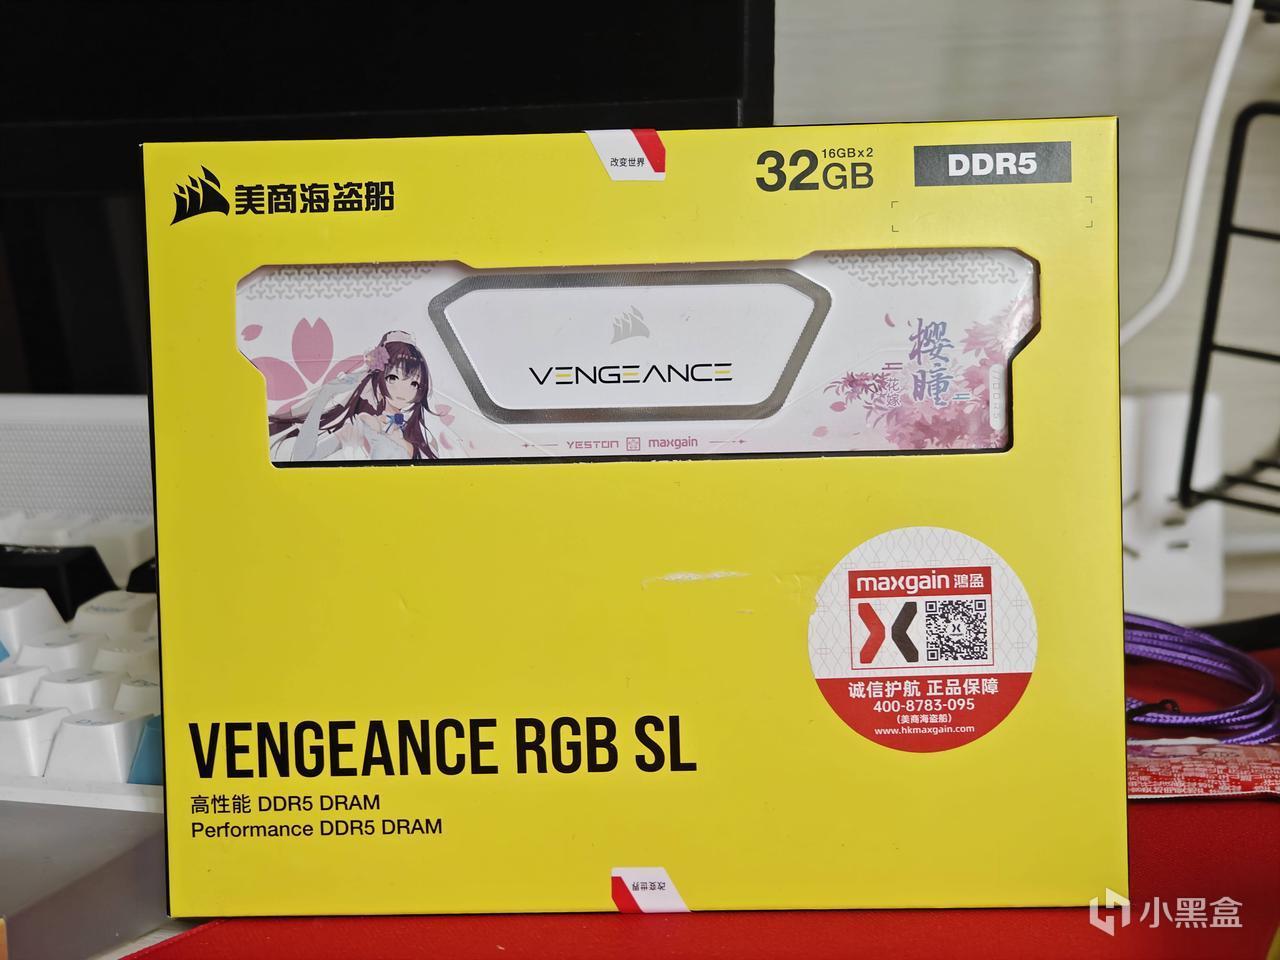 改变世界
美商海盗船
32GB
16GBx2
DDR5
VENGEANCE
樱瞳
花嫁
YESTON maxgain
maxgain 鸿盈
诚信护航 正品保障
400-8783-095
(美商海盗船)
www.hkmaxgain.com
VENGEANCE RGB SL
高性能 DDR5 DRAM
Performance DDR5 DRAM
改变世界
小黑盒